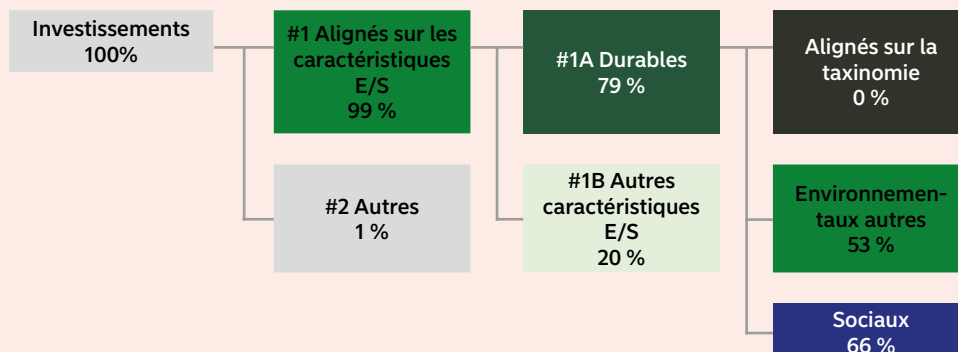 Investissements
100%
#1 Alignés sur les
caractéristiques
E/S
99 %
#1A Durables
79 %
Alignés sur la
taxinomie
0 %
#2 Autres
1 %
#1B Autres
caractéristiques
E/S
20 %
Environnemen-
taux autres
53 %
Sociaux
66 %